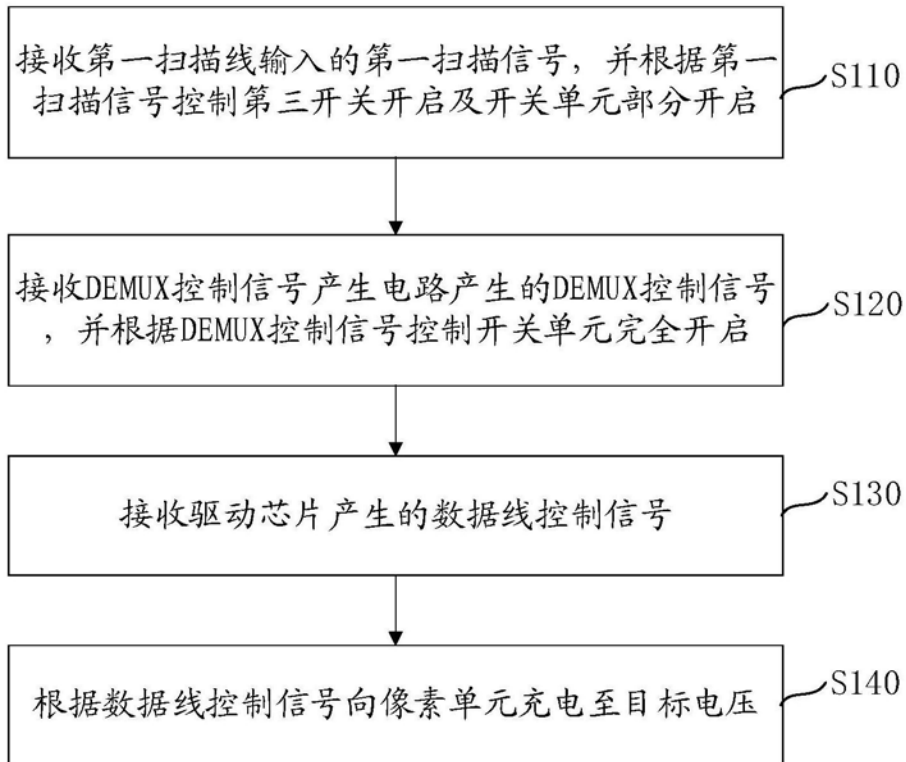 接收第一扫描线输入的第一扫描信号，并根据第一
扫描信号控制第三开关开启及开关单元部分开启
S110
接收DEMUX控制信号产生电路产生的DEMUX控制信号
，并根据DEMUX控制信号控制开关单元完全开启
S120
接收驱动芯片产生的数据线控制信号
S130
根据数据线控制信号向像素单元充电至目标电压
S140